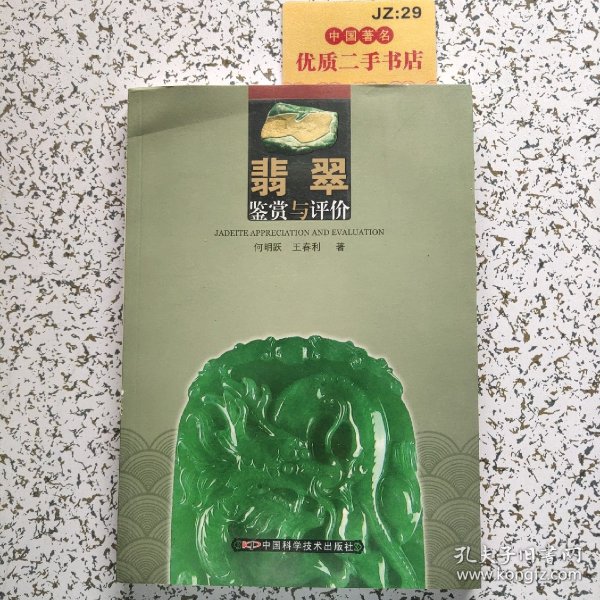 JZ:29
中国著名
优质二手书店
翡翠
鉴赏与评价
JADEITE APPRECIATION AND EVALUATION
何明跃 王春利 著
中国科学技术出版社
孔夫子旧书网
www.kongfz.com